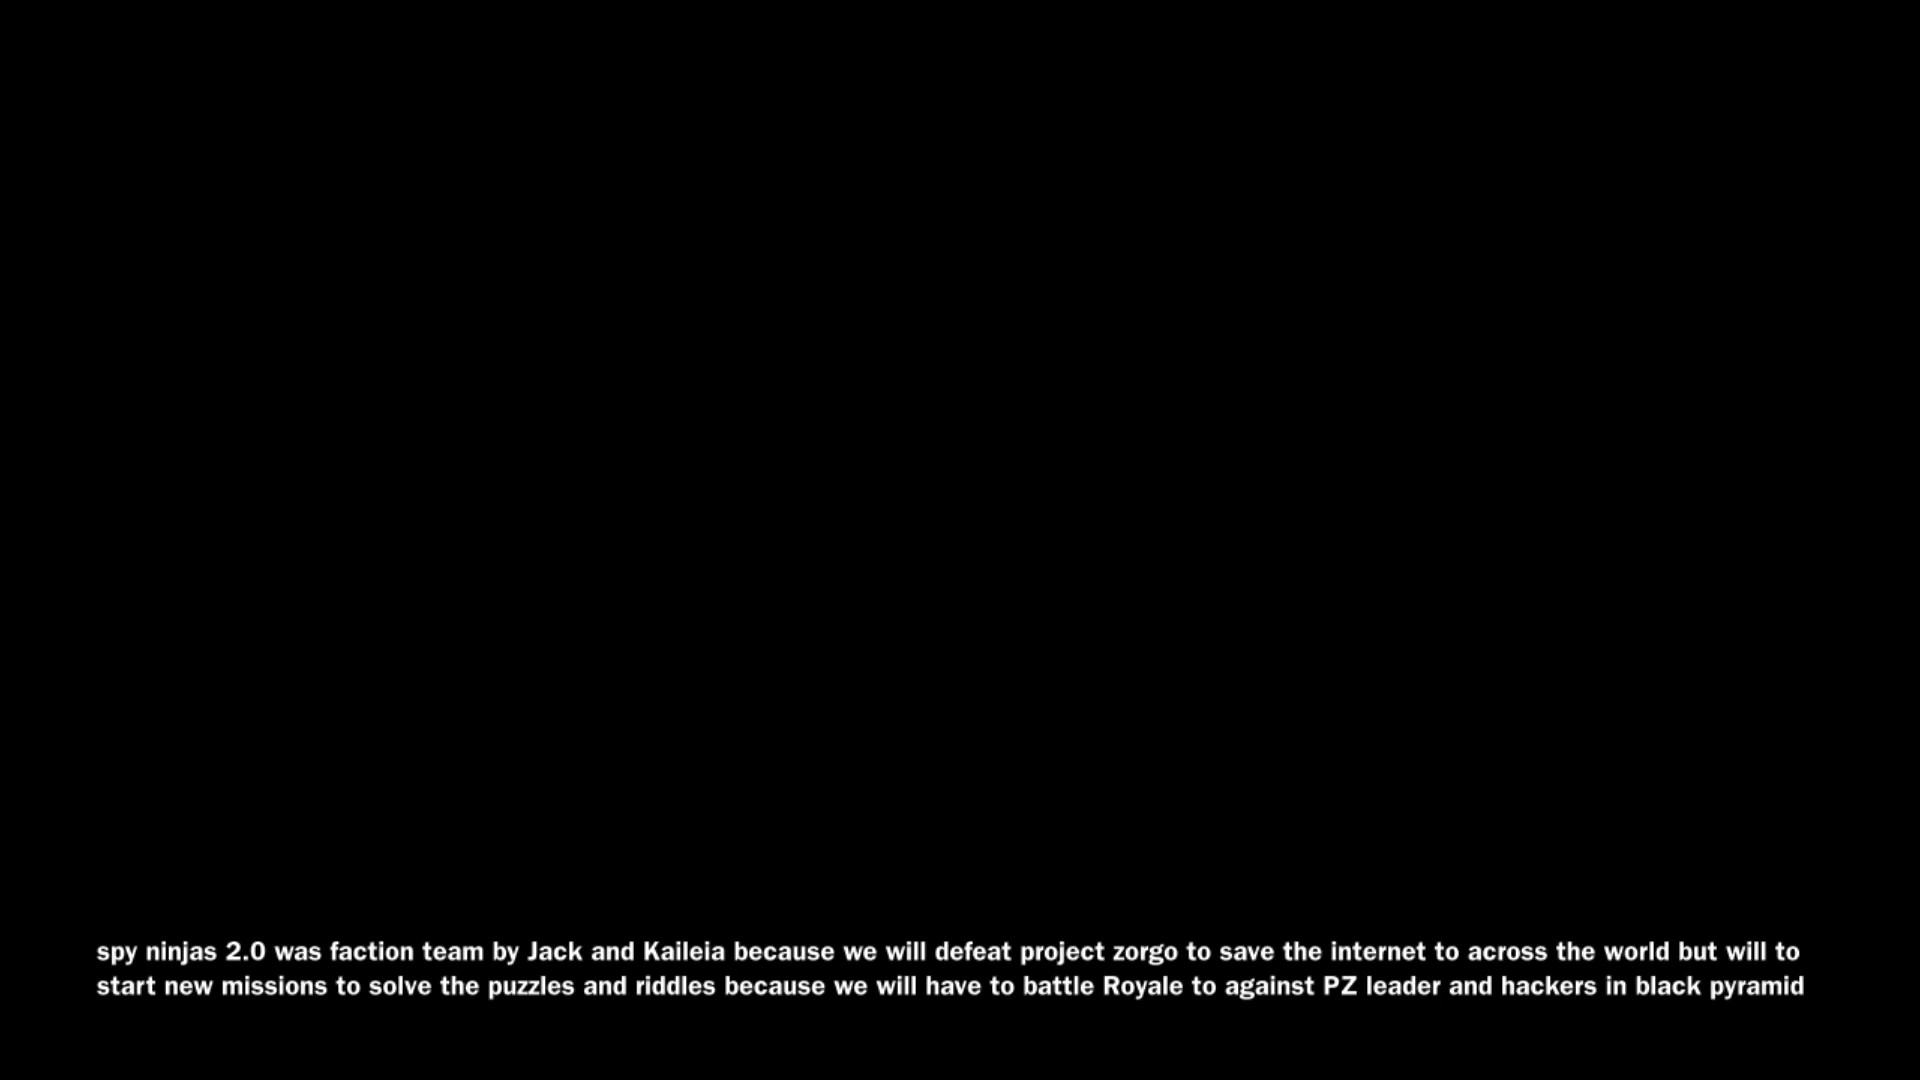 spy ninjas 2.0 was faction team by Jack and Kaileia because we will defeat project zorgo to save the internet to across the world but will to
start new missions to solve the puzzles and riddles because we will have to battle Royale to against PZ leader and hackers in black pyramid